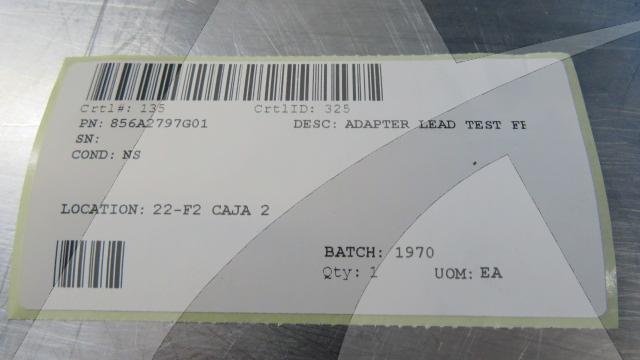 Crtl#: 135 CrtlID: 325
PN: 856A2797G01 DESC: ADAPTER LEAD TEST
SN:
COND: NS
LOCATION: 22-F2 CAJA 2
BATCH: 1970
Qty: 1 UOM: EA